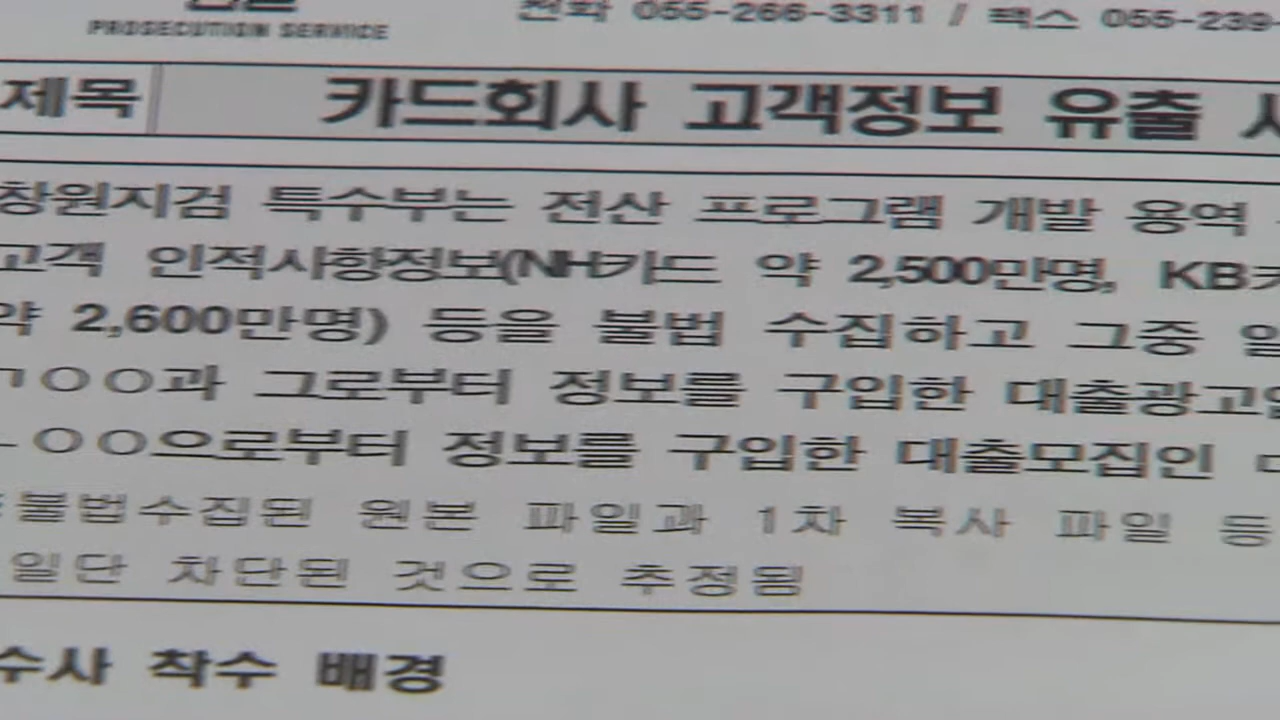 PROSECUTION SERVICE
전화 055-266-3311 / 팩스 055-239-
제목 카드회사 고객정보 유출
창원지검 특수부는 전산 프로그램 개발 용역
고객 인적사항정보(NH카드 약 2,500만명, KB카
약 2,600만명) 등을 불법 수집하고 그중 일
ㄱ○○과 그로부터 정보를 구입한 대출광고업
○○으로부터 정보를 구입한 대출모집인
불법수집된 원본 파일과 1차 복사 파일 등
일단 차단된 것으로 추정됨
수사 착수 배경